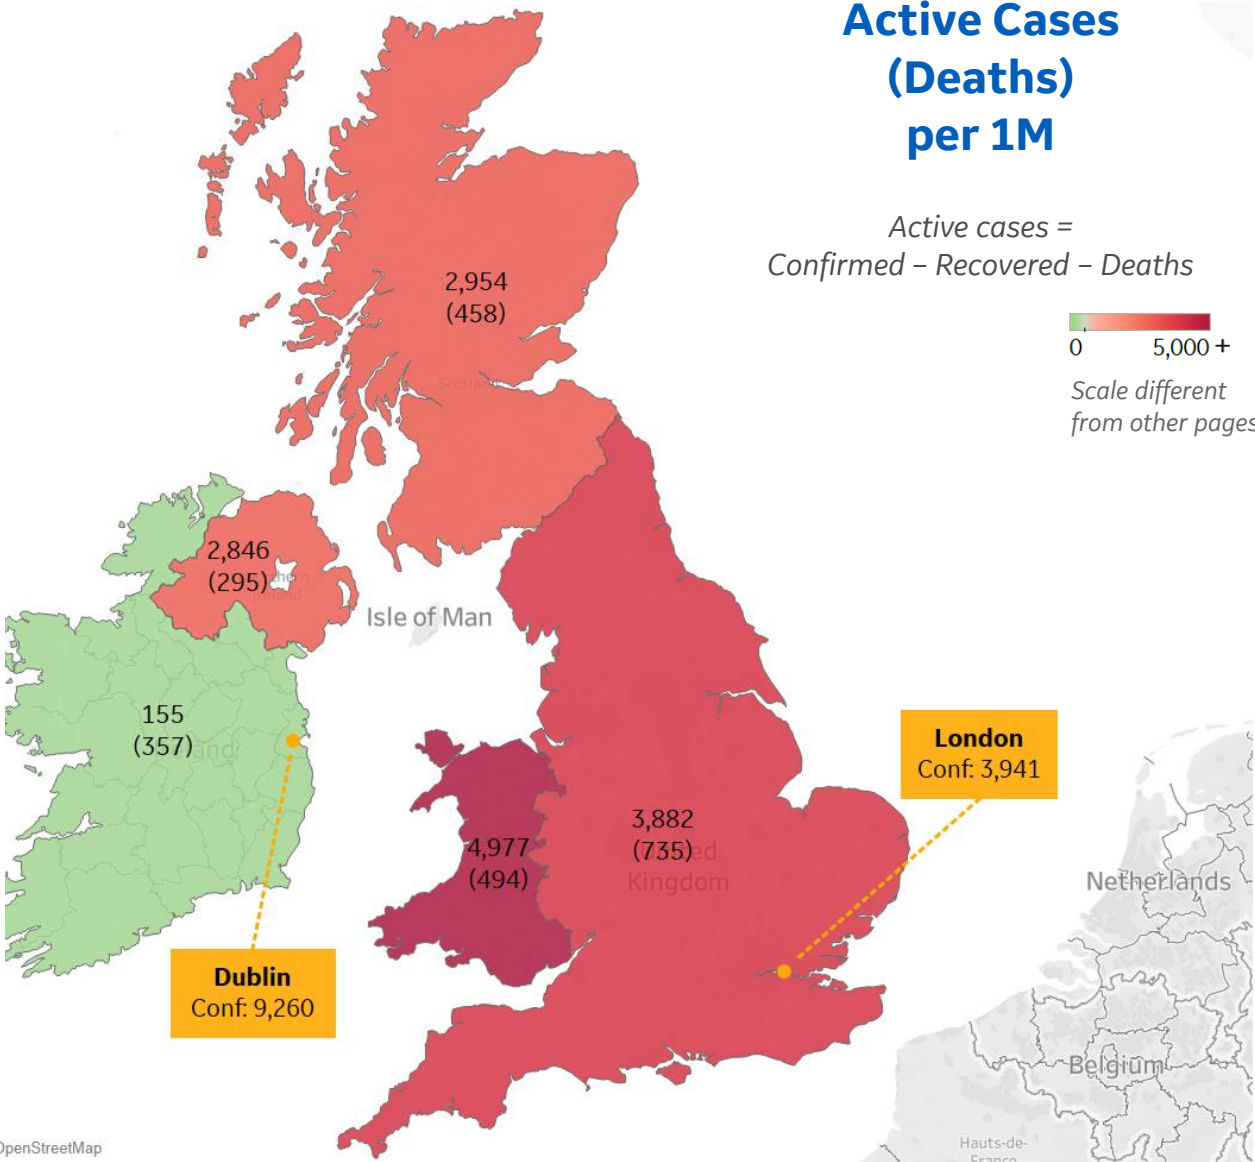 Active Cases
(Deaths)
per 1M
Active cases =
Confirmed – Recovered – Deaths
0
5,000 +
Scale different
from other pages
2,954
(458)
Scotland
2,846
(295)
Isle of Man
155
(357)
London
Conf: 3,941
3,882
(735)
Kingdom
4,977
(494)
Netherlands
Dublin
Conf: 9,260
Belgium
OpenStreetMap
Hauts-de-
France